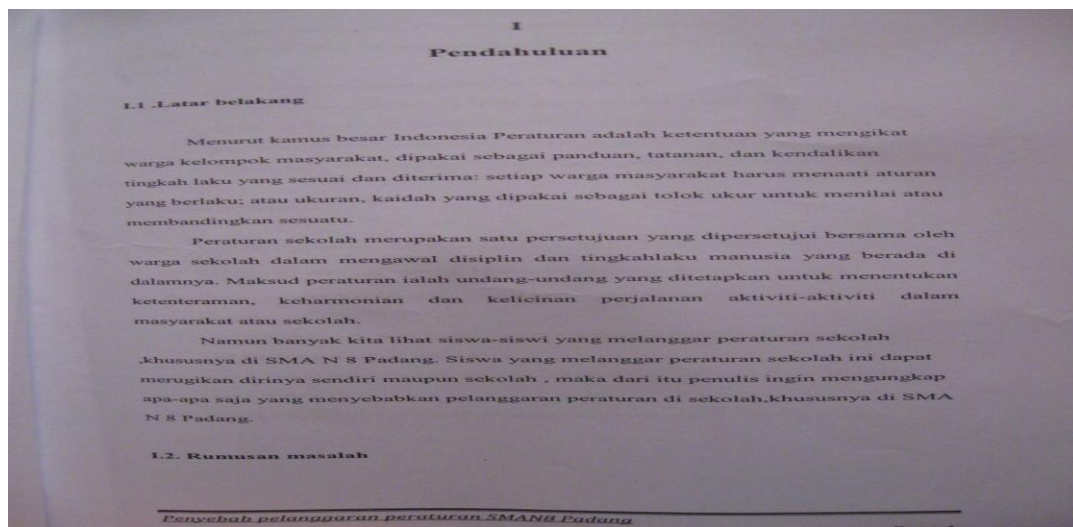 I
Pendahuluan
I.1 .Latar belakang
Menurut kamus besar Indonesia Peraturan adalah ketentuan yang mengikat
warga kelompok masyarakat, dipakai sebagai panduan, tatanan, dan kendalikan
tingkah laku yang sesuai dan diterima: setiap warga masyarakat harus menaati aturan
yang berlaku; atau ukuran, kaidah yang dipakai sebagai tolok ukur untuk menilai atau
membandingkan sesuatu.
Peraturan sekolah merupakan satu persetujuan yang dipersetujui bersama oleh
warga sekolah dalam mengawal disiplin dan tingkahlaku manusia yang berada di
dalamnya. Maksud peraturan ialah undang-undang yang ditetapkan untuk menentukan
ketenteraman, keharmonian dan kelicinan perjalanan aktiviti-aktiviti dalam
masyarakat atau sekolah.
Namun banyak kita lihat siswa-siswi yang melanggar peraturan sekolah
,khususnya di SMA N 8 Padang. Siswa yang melanggar peraturan sekolah ini dapat
merugikan dirinya sendiri maupun sekolah , maka dari itu penulis ingin mengungkap
apa-apa saja yang menyebabkan pelanggaran peraturan di sekolah,khususnya di SMA
N 8 Padang.
I.2. Rumusan masalah
Penyebab pelanggaran peraturan SMAN8 Padang